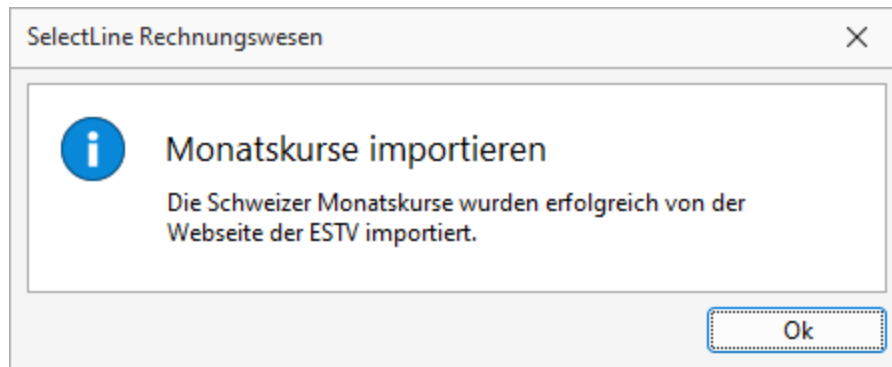 SelectLine Rechnungswesen
Monatskurse importieren
Die Schweizer Monatskurse wurden erfolgreich von der
Webseite der ESTV importiert.
Ok